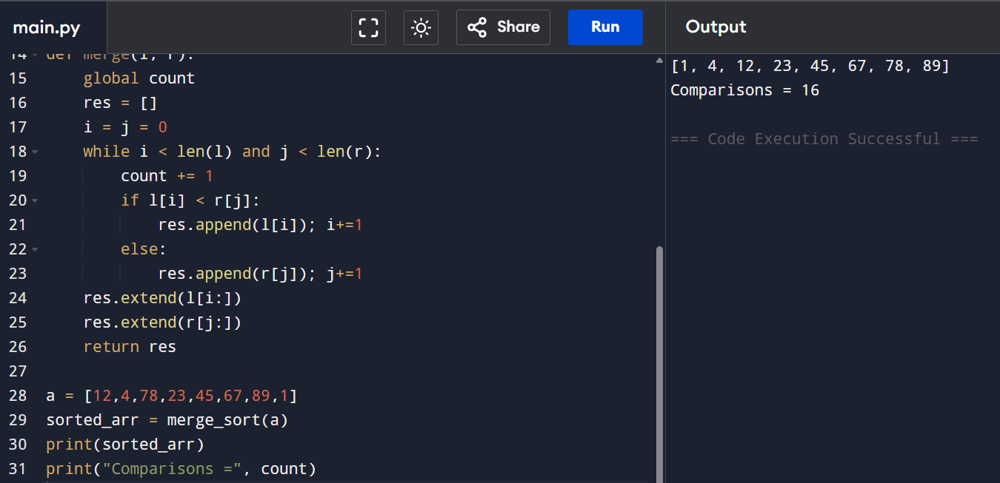 main.py
Share
Run
Output
14 def merge(l, r):
15     global count
16     res = []
17     i = j = 0
18     while i < len(l) and j < len(r):
19         count += 1
20         if l[i] < r[j]:
21             res.append(l[i]); i+=1
22         else:
23             res.append(r[j]); j+=1
24     res.extend(l[i:])
25     res.extend(r[j:])
26     return res
27
28 a = [12,4,78,23,45,67,89,1]
29 sorted_arr = merge_sort(a)
30 print(sorted_arr)
31 print("Comparisons =", count)
[1, 4, 12, 23, 45, 67, 78, 89]
Comparisons = 16
=== Code Execution Successful ===